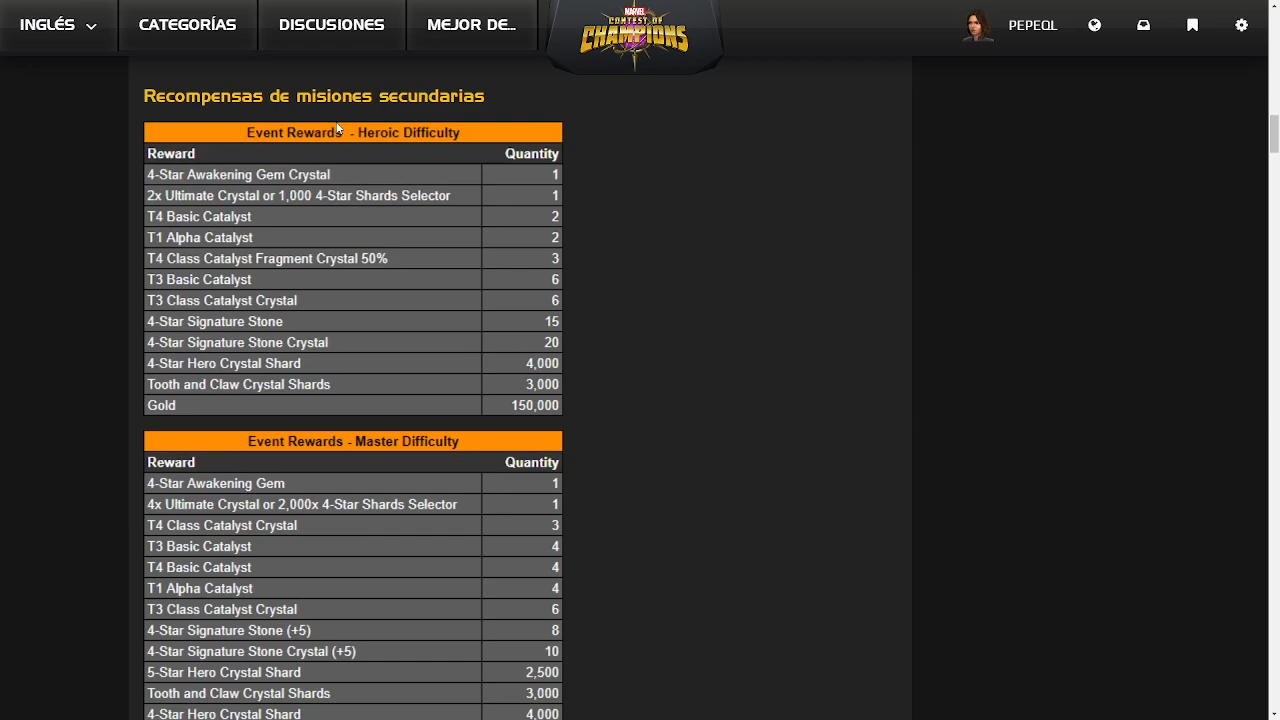 INGLÉS CATEGORÍAS DISCUSIONES MEJOR DE... MARVEL CONTEST OF CHAMPIONS PEPEQL
Recompensas de misiones secundarias
Event Rewards - Heroic Difficulty
Reward Quantity
4-Star Awakening Gem Crystal 1
2x Ultimate Crystal or 1,000 4-Star Shards Selector 1
T4 Basic Catalyst 2
T1 Alpha Catalyst 2
T4 Class Catalyst Fragment Crystal 50% 3
T3 Basic Catalyst 6
T3 Class Catalyst Crystal 6
4-Star Signature Stone 15
4-Star Signature Stone Crystal 20
4-Star Hero Crystal Shard 4,000
Tooth and Claw Crystal Shards 3,000
Gold 150,000
Event Rewards - Master Difficulty
Reward Quantity
4-Star Awakening Gem 1
4x Ultimate Crystal or 2,000x 4-Star Shards Selector 1
T4 Class Catalyst Crystal 3
T3 Basic Catalyst 4
T4 Basic Catalyst 4
T1 Alpha Catalyst 4
T3 Class Catalyst Crystal 6
4-Star Signature Stone (+5) 8
4-Star Signature Stone Crystal (+5) 10
5-Star Hero Crystal Shard 2,500
Tooth and Claw Crystal Shards 3,000
4-Star Hero Crystal Shard 4,000